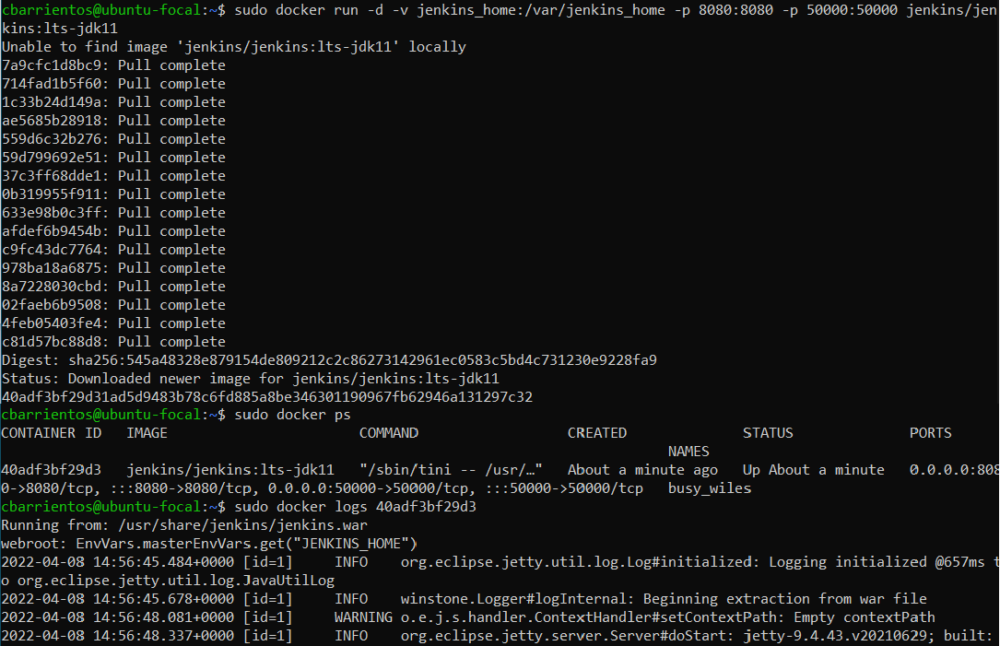 cbarrientos@ubuntu-focal:~$ sudo docker run -d -v jenkins_home:/var/jenkins_home -p 8080:8080 -p 50000:50000 jenkins/jen
kins:lts-jdk11
Unable to find image 'jenkins/jenkins:lts-jdk11' locally
7a9cfc1d8bc9: Pull complete
714fad1b5f60: Pull complete
1c33b24d149a: Pull complete
ae5685b28918: Pull complete
559d6c32b276: Pull complete
59d799692e51: Pull complete
37c3ff68dde1: Pull complete
0b319955f911: Pull complete
633e98b0c3ff: Pull complete
afdef6b9454b: Pull complete
c9fc43dc7764: Pull complete
978ba18a6875: Pull complete
8a7228030cbd: Pull complete
02faeb6b9508: Pull complete
4feb05403fe4: Pull complete
c81d57bc88d8: Pull complete
Digest: sha256:545a48328e879154de809212c2c86273142961ec0583c5bd4c731230e9228fa9
Status: Downloaded newer image for jenkins/jenkins:lts-jdk11
40adf3bf29d31ad5d9483b78c6fd885a8be346301190967fb62946a131297c32
cbarrientos@ubuntu-focal:~$ sudo docker ps
CONTAINER ID   IMAGE                       COMMAND                  CREATED              STATUS              PORTS
                                                                                NAMES
40adf3bf29d3   jenkins/jenkins:lts-jdk11   "/sbin/tini -- /usr/…"   About a minute ago   Up About a minute   0.0.0.0:808
0->8080/tcp, :::8080->8080/tcp, 0.0.0.0:50000->50000/tcp, :::50000->50000/tcp   busy_wiles
cbarrientos@ubuntu-focal:~$ sudo docker logs 40adf3bf29d3
Running from: /usr/share/jenkins/jenkins.war
webroot: EnvVars.masterEnvVars.get("JENKINS_HOME")
2022-04-08 14:56:45.484+0000 [id=1]     INFO    org.eclipse.jetty.util.log.Log#initialized: Logging initialized @657ms t
o org.eclipse.jetty.util.log.JavaUtilLog
2022-04-08 14:56:45.678+0000 [id=1]     INFO    winstone.Logger#logInternal: Beginning extraction from war file
2022-04-08 14:56:48.081+0000 [id=1]     WARNING o.e.j.s.handler.ContextHandler#setContextPath: Empty contextPath
2022-04-08 14:56:48.337+0000 [id=1]     INFO    org.eclipse.jetty.server.Server#doStart: jetty-9.4.43.v20210629; built: